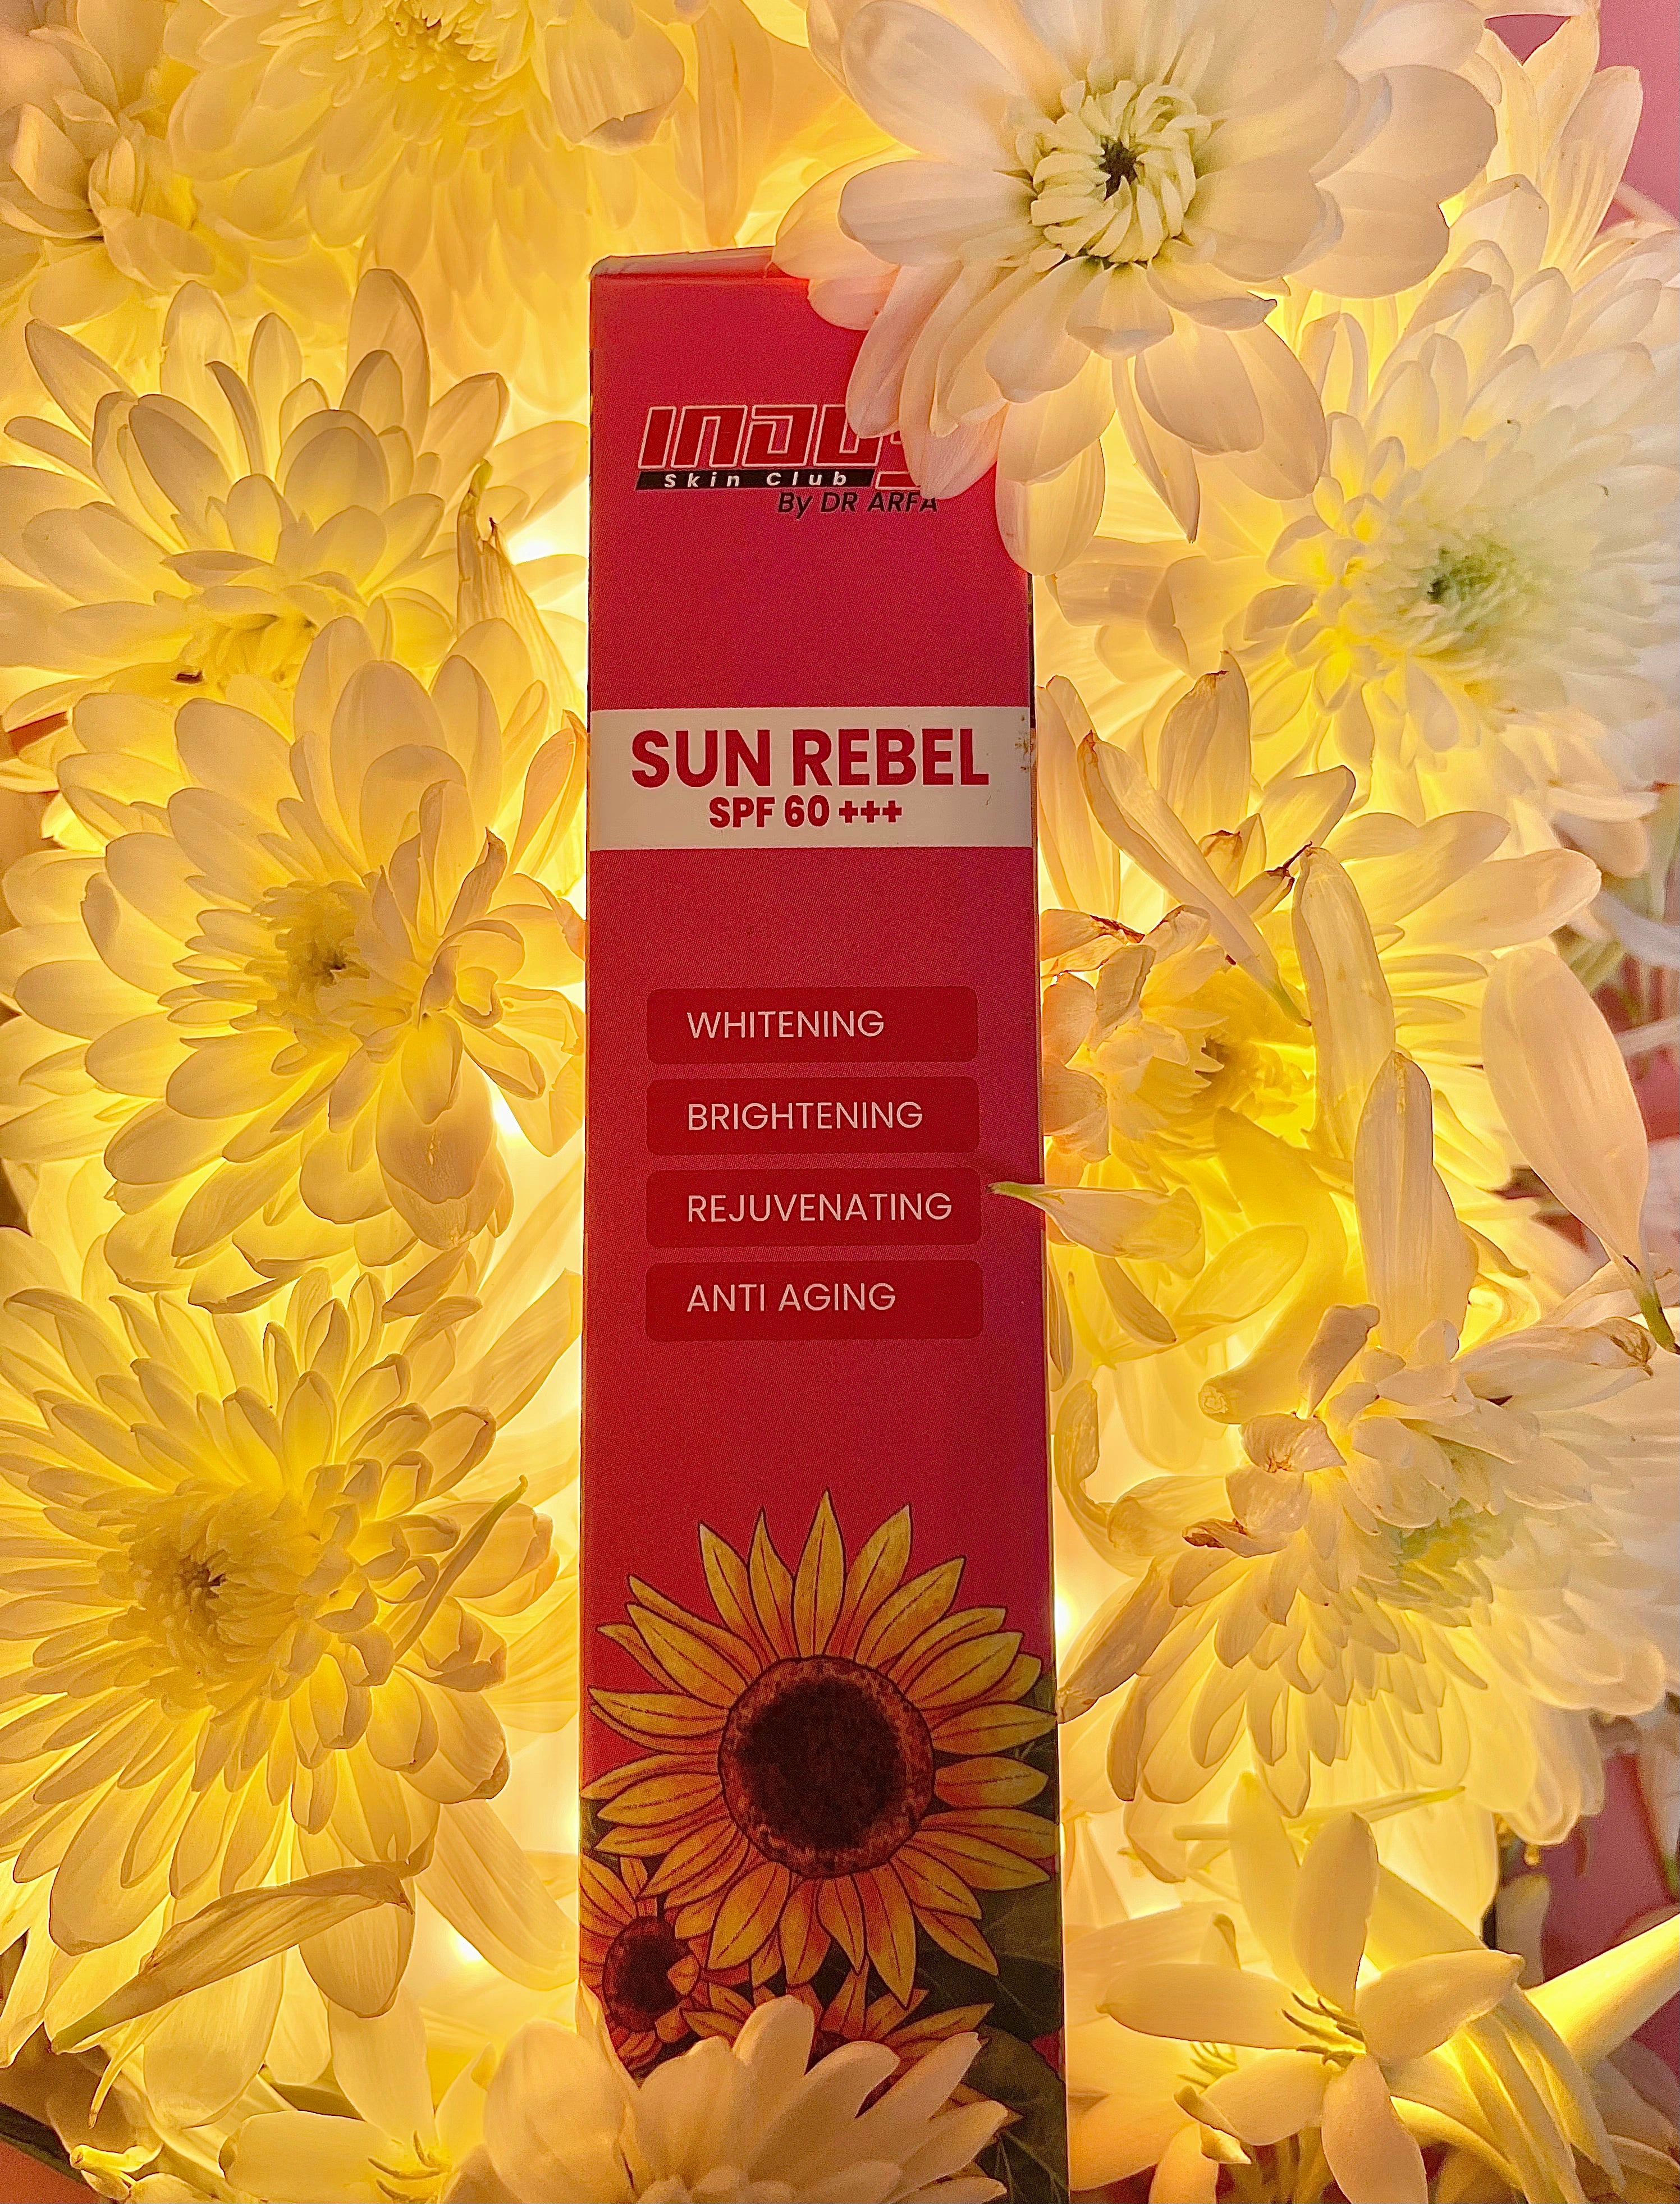 Skin Club
By DR ARFA
SUN REBEL
SPF 60 +++
WHITENING
BRIGHTENING
REJUVENATING
ANTI AGING